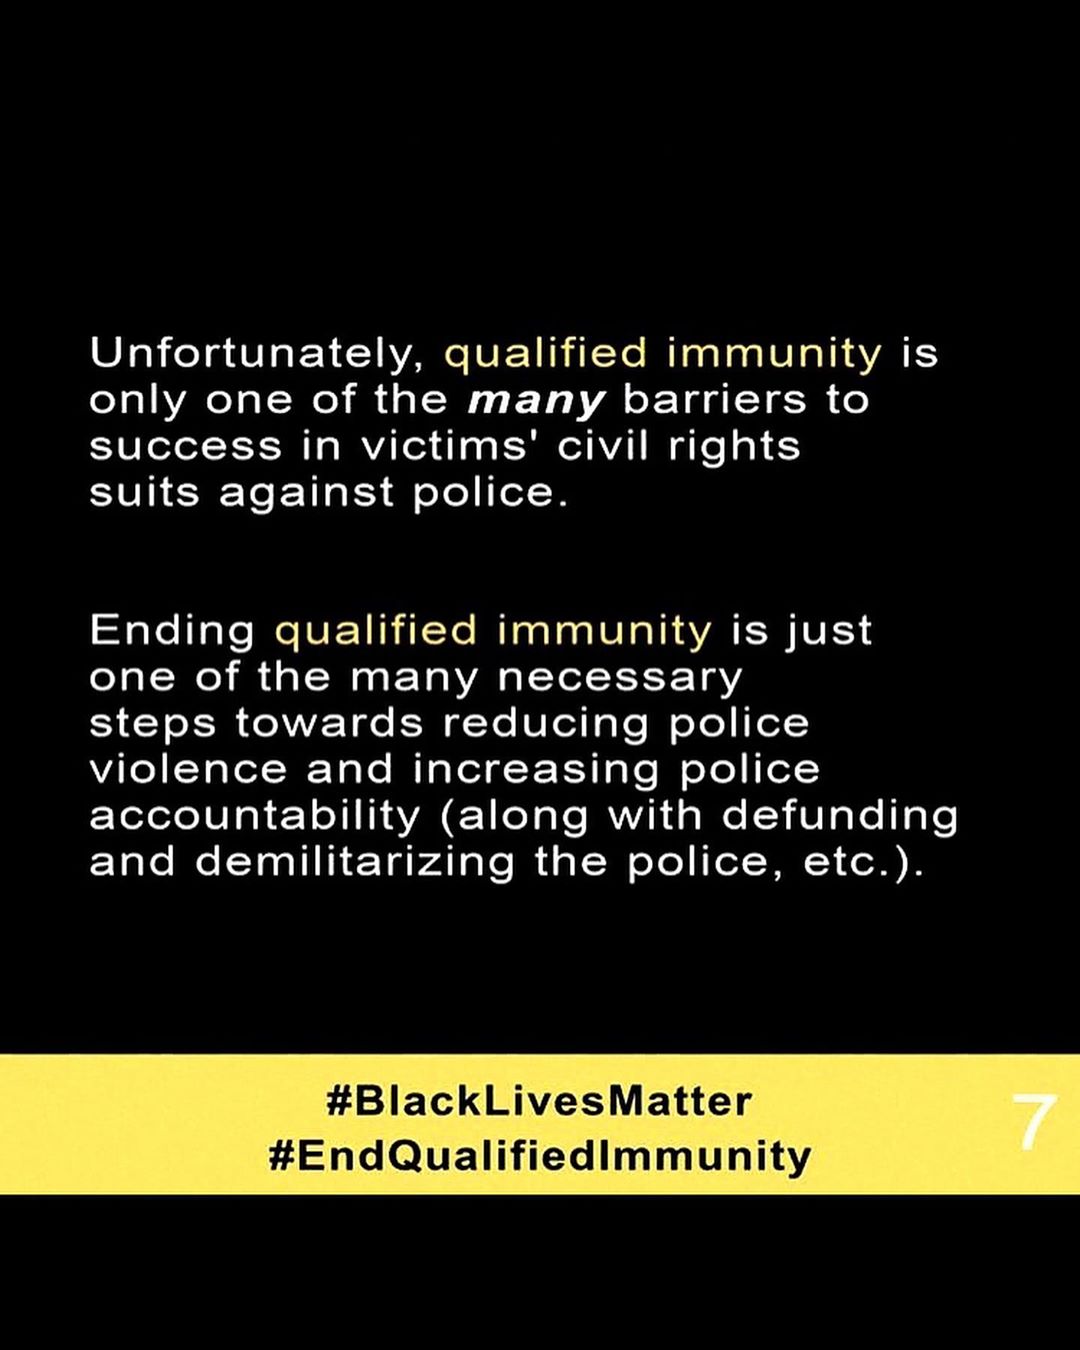 Unfortunately, qualified immunity is
only one of the many barriers to
success in victims' civil rights
suits against police.
Ending qualified immunity is just
one of the many necessary
steps towards reducing police
violence and increasing police
accountability (along with defunding
and demilitarizing the police, etc.).
#BlackLivesMatter
#EndQualifiedImmunity
7